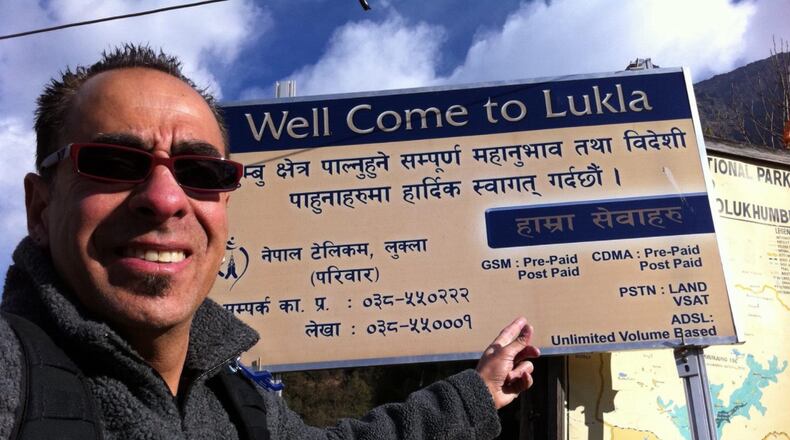 Well Come to Lukla
म्बु क्षेत्र पाल्नुहुने सम्पूर्ण महानुभाव तथा विदेशी
पाहुनाहरुमा हार्दिक स्वागत् गर्दछौं ।
हाम्रा सेवाहरु
नेपाल टेलिकम, लुक्ला
(परिवार)
सम्पर्क का. प्र. : ०३८-५५०२२२
लेखा : ०३८-५५०००१
GSM : Pre-Paid
Post Paid
CDMA : Pre-Paid
Post Paid
PSTN : LAND
VSAT
ADSL:
Unlimited Volume Based
TIONAL PARK
OLUKHUMB